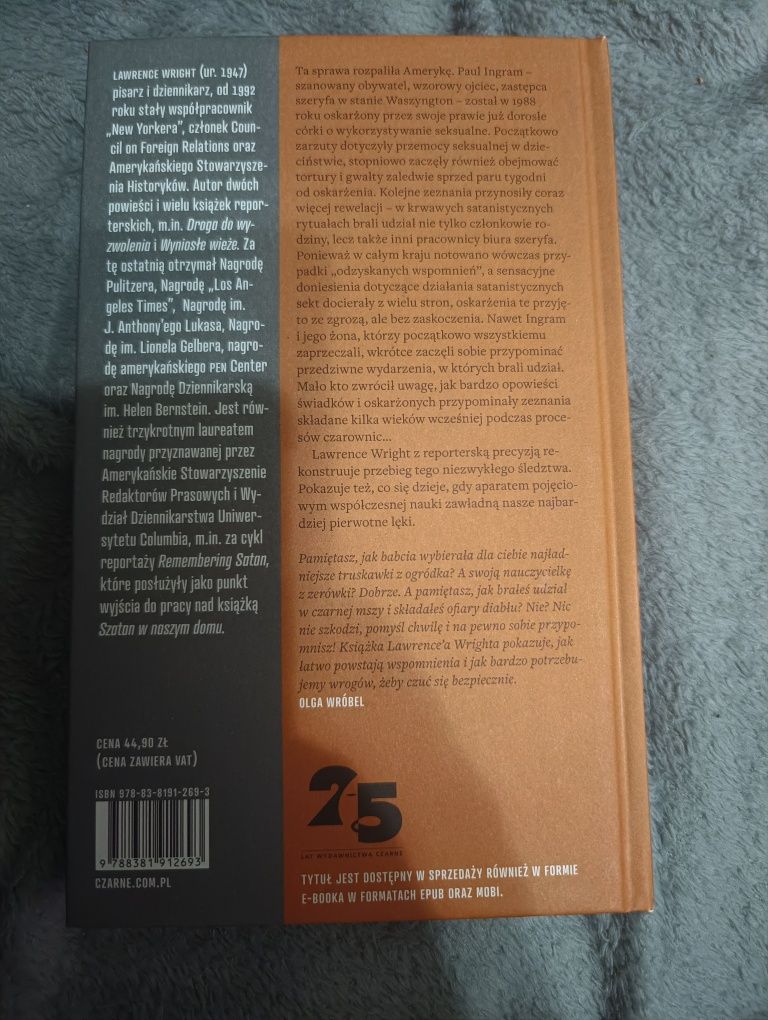 LAWRENCE WRIGHT (ur. 1947)
pisarz i dziennikarz, od 1992
roku stały współpracownik
„New Yorkera”, członek Coun-
cil on Foreign Relations oraz
Amerykańskiego Stowarzysze-
nia Historyków. Autor dwóch
powieści i wielu książek repor-
terskich, m.in. Droga do wy-
zwolenia i Wyniosłe wieże. Za
tę ostatnią otrzymał Nagrodę
Pulitzera, Nagrodę „Los An-
geles Times”, Nagrodę im.
J. Anthony’ego Lukasa, Nagro-
dę im. Lionela Gelbera, nagro-
dę amerykańskiego PEN Center
oraz Nagrodę Dziennikarską
im. Helen Bernstein. Jest rów-
nież trzykrotnym laureatem
nagrody przyznawanej przez
Amerykańskie Stowarzyszenie
Redaktorów Prasowych i Wy-
dział Dziennikarstwa Uniwer-
sytetu Columbia, m.in. za cykl
reportaży Remembering Satan,
które posłużyły jako punkt
wyjścia do pracy nad książką
Szatan w naszym domu.
CENA 44,90 ZŁ
(CENA ZAWIERA VAT)
ISBN 978-83-8191-269-3
9 788381 912693
CZARNE.COM.PL
Ta sprawa rozpaliła Amerykę. Paul Ingram –
szanowany obywatel, wzorowy ojciec, zastępca
szeryfa w stanie Waszyngton – został w 1988
roku oskarżony przez swoje prawie już dorosłe
córki o wykorzystywanie seksualne. Początkowo
zarzuty dotyczyły przemocy seksualnej w dzie-
ciństwie, stopniowo zaczęły również obejmować
tortury i gwałty zaledwie sprzed paru tygodni
od oskarżenia. Kolejne zeznania przynosiły coraz
więcej rewelacji – w krwawych satanistycznych
rytuałach brali udział nie tylko członkowie ro-
dziny, lecz także inni pracownicy biura szeryfa.
Ponieważ w całym kraju notowano wówczas przy-
padki „odzyskanych wspomnień”, a sensacyjne
doniesienia dotyczące działania satanistycznych
sekt docierały z wielu stron, oskarżenia te przyję-
to ze zgrozą, ale bez zaskoczenia. Nawet Ingram
i jego żona, którzy początkowo wszystkiemu
zaprzeczali, wkrótce zaczęli sobie przypominać
przedziwne wydarzenia, w których brali udział.
Mało kto zwrócił uwagę, jak bardzo opowieści
świadków i oskarżonych przypominały zeznania
składane kilka wieków wcześniej podczas proce-
sów czarownic...
Lawrence Wright z reporterską precyzją re-
konstruuje przebieg tego niezwykłego śledztwa.
Pokazuje też, co się dzieje, gdy aparatem pojęcio-
wym współczesnej nauki zawładną nasze najbar-
dziej pierwotne lęki.
Pamiętasz, jak babcia wybierała dla ciebie najład-
niejsze truskawki z ogródka? A swoją nauczycielkę
z zerówki? Dobrze. A pamiętasz, jak brałeś udział
w czarnej mszy i składałeś ofiary diabłu? Nie? Nic
nie szkodzi, pomyśl chwilę i na pewno sobie przypo-
mnisz! Książka Lawrence’a Wrighta pokazuje, jak
łatwo powstają wspomnienia i jak bardzo potrzebu-
jemy wrogów, żeby czuć się bezpiecznie.
OLGA WRÓBEL
25
LAT WYDAWNICTWA CZARNE
TYTUŁ JEST DOSTĘPNY W SPRZEDAŻY RÓWNIEŻ W FORMIE
E-BOOKA W FORMATACH EPUB ORAZ MOBI.